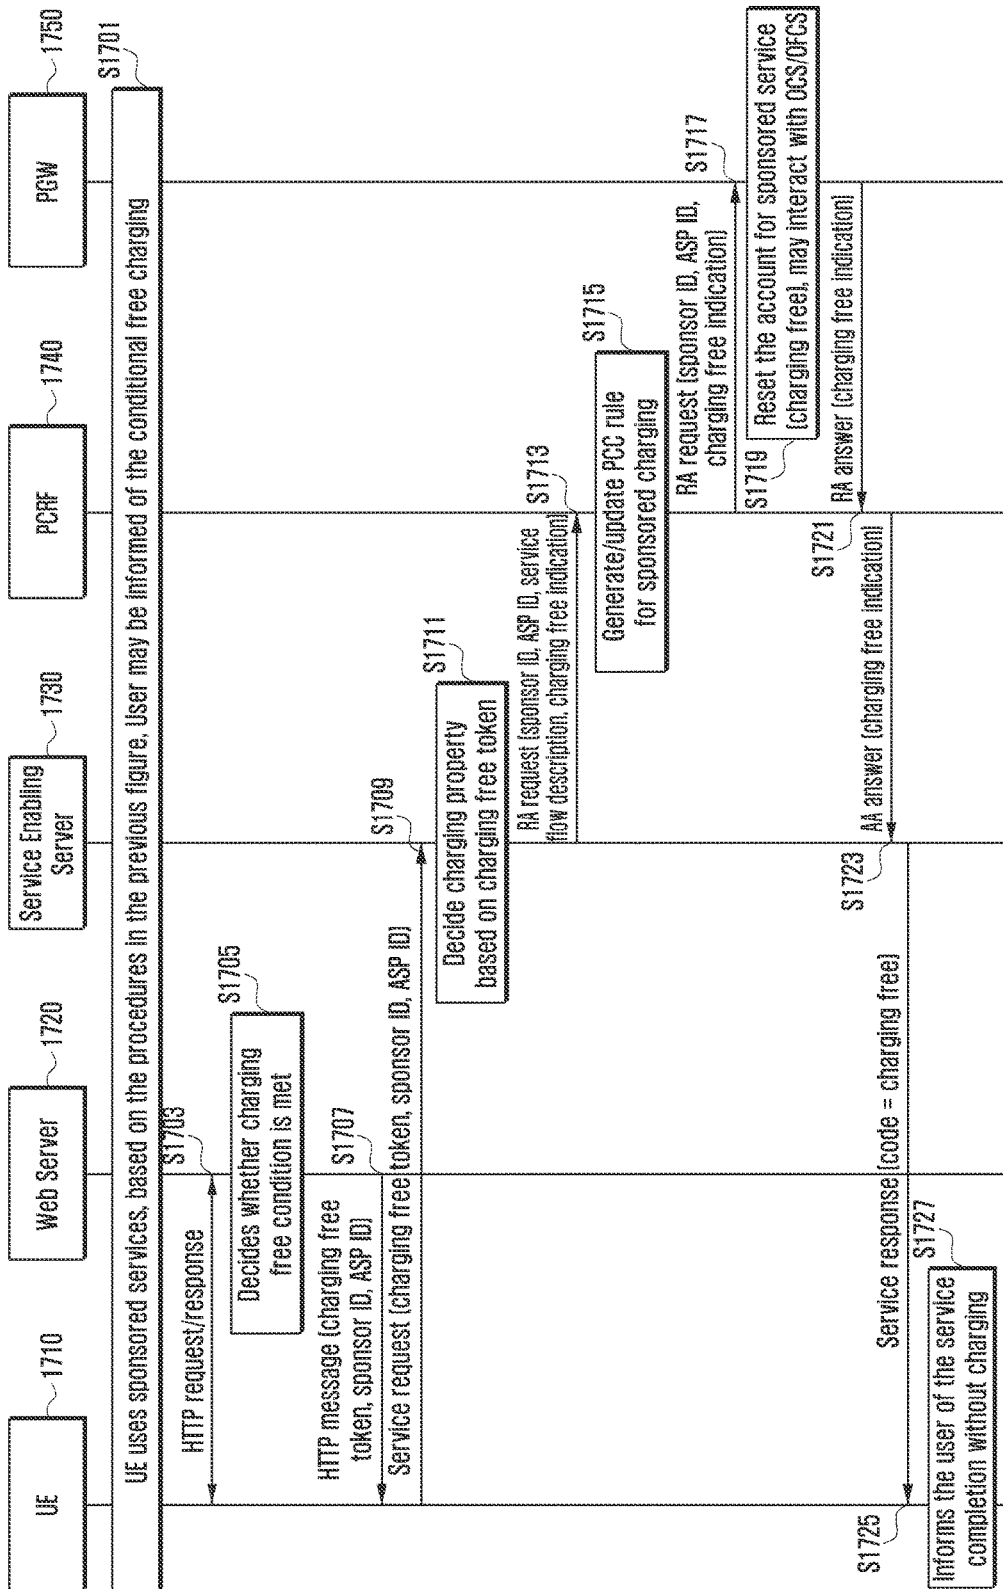 UE
1710
Web Server
1720
Service Enabling
Server
1730
PCRF
1740
PGW
1750
UE uses sponsored services, based on the procedures in the previous figure. User may be informed of the conditional free charging
S1701
HTTP request/response
S1703
Decides whether charging
free condition is met
S1705
HTTP message (charging free
token, sponsor ID, ASP ID)
S1707
Service request (charging free token, sponsor ID, ASP ID)
S1709
Decide charging property
based on charging free token
S1711
RA request (sponsor ID, ASP ID, service
flow description, charging free indication)
S1713
Generate/update PCC rule
for sponsored charging
S1715
RA request (sponsor ID, ASP ID,
charging free indication)
S1717
Reset the account for sponsored service
(charging free), may interact with OCS/OFCS
S1719
RA answer (charging free indication)
S1721
AA answer (charging free indication)
S1723
Service response (code = charging free)
S1725
Informs the user of the service
completion without charging
S1727